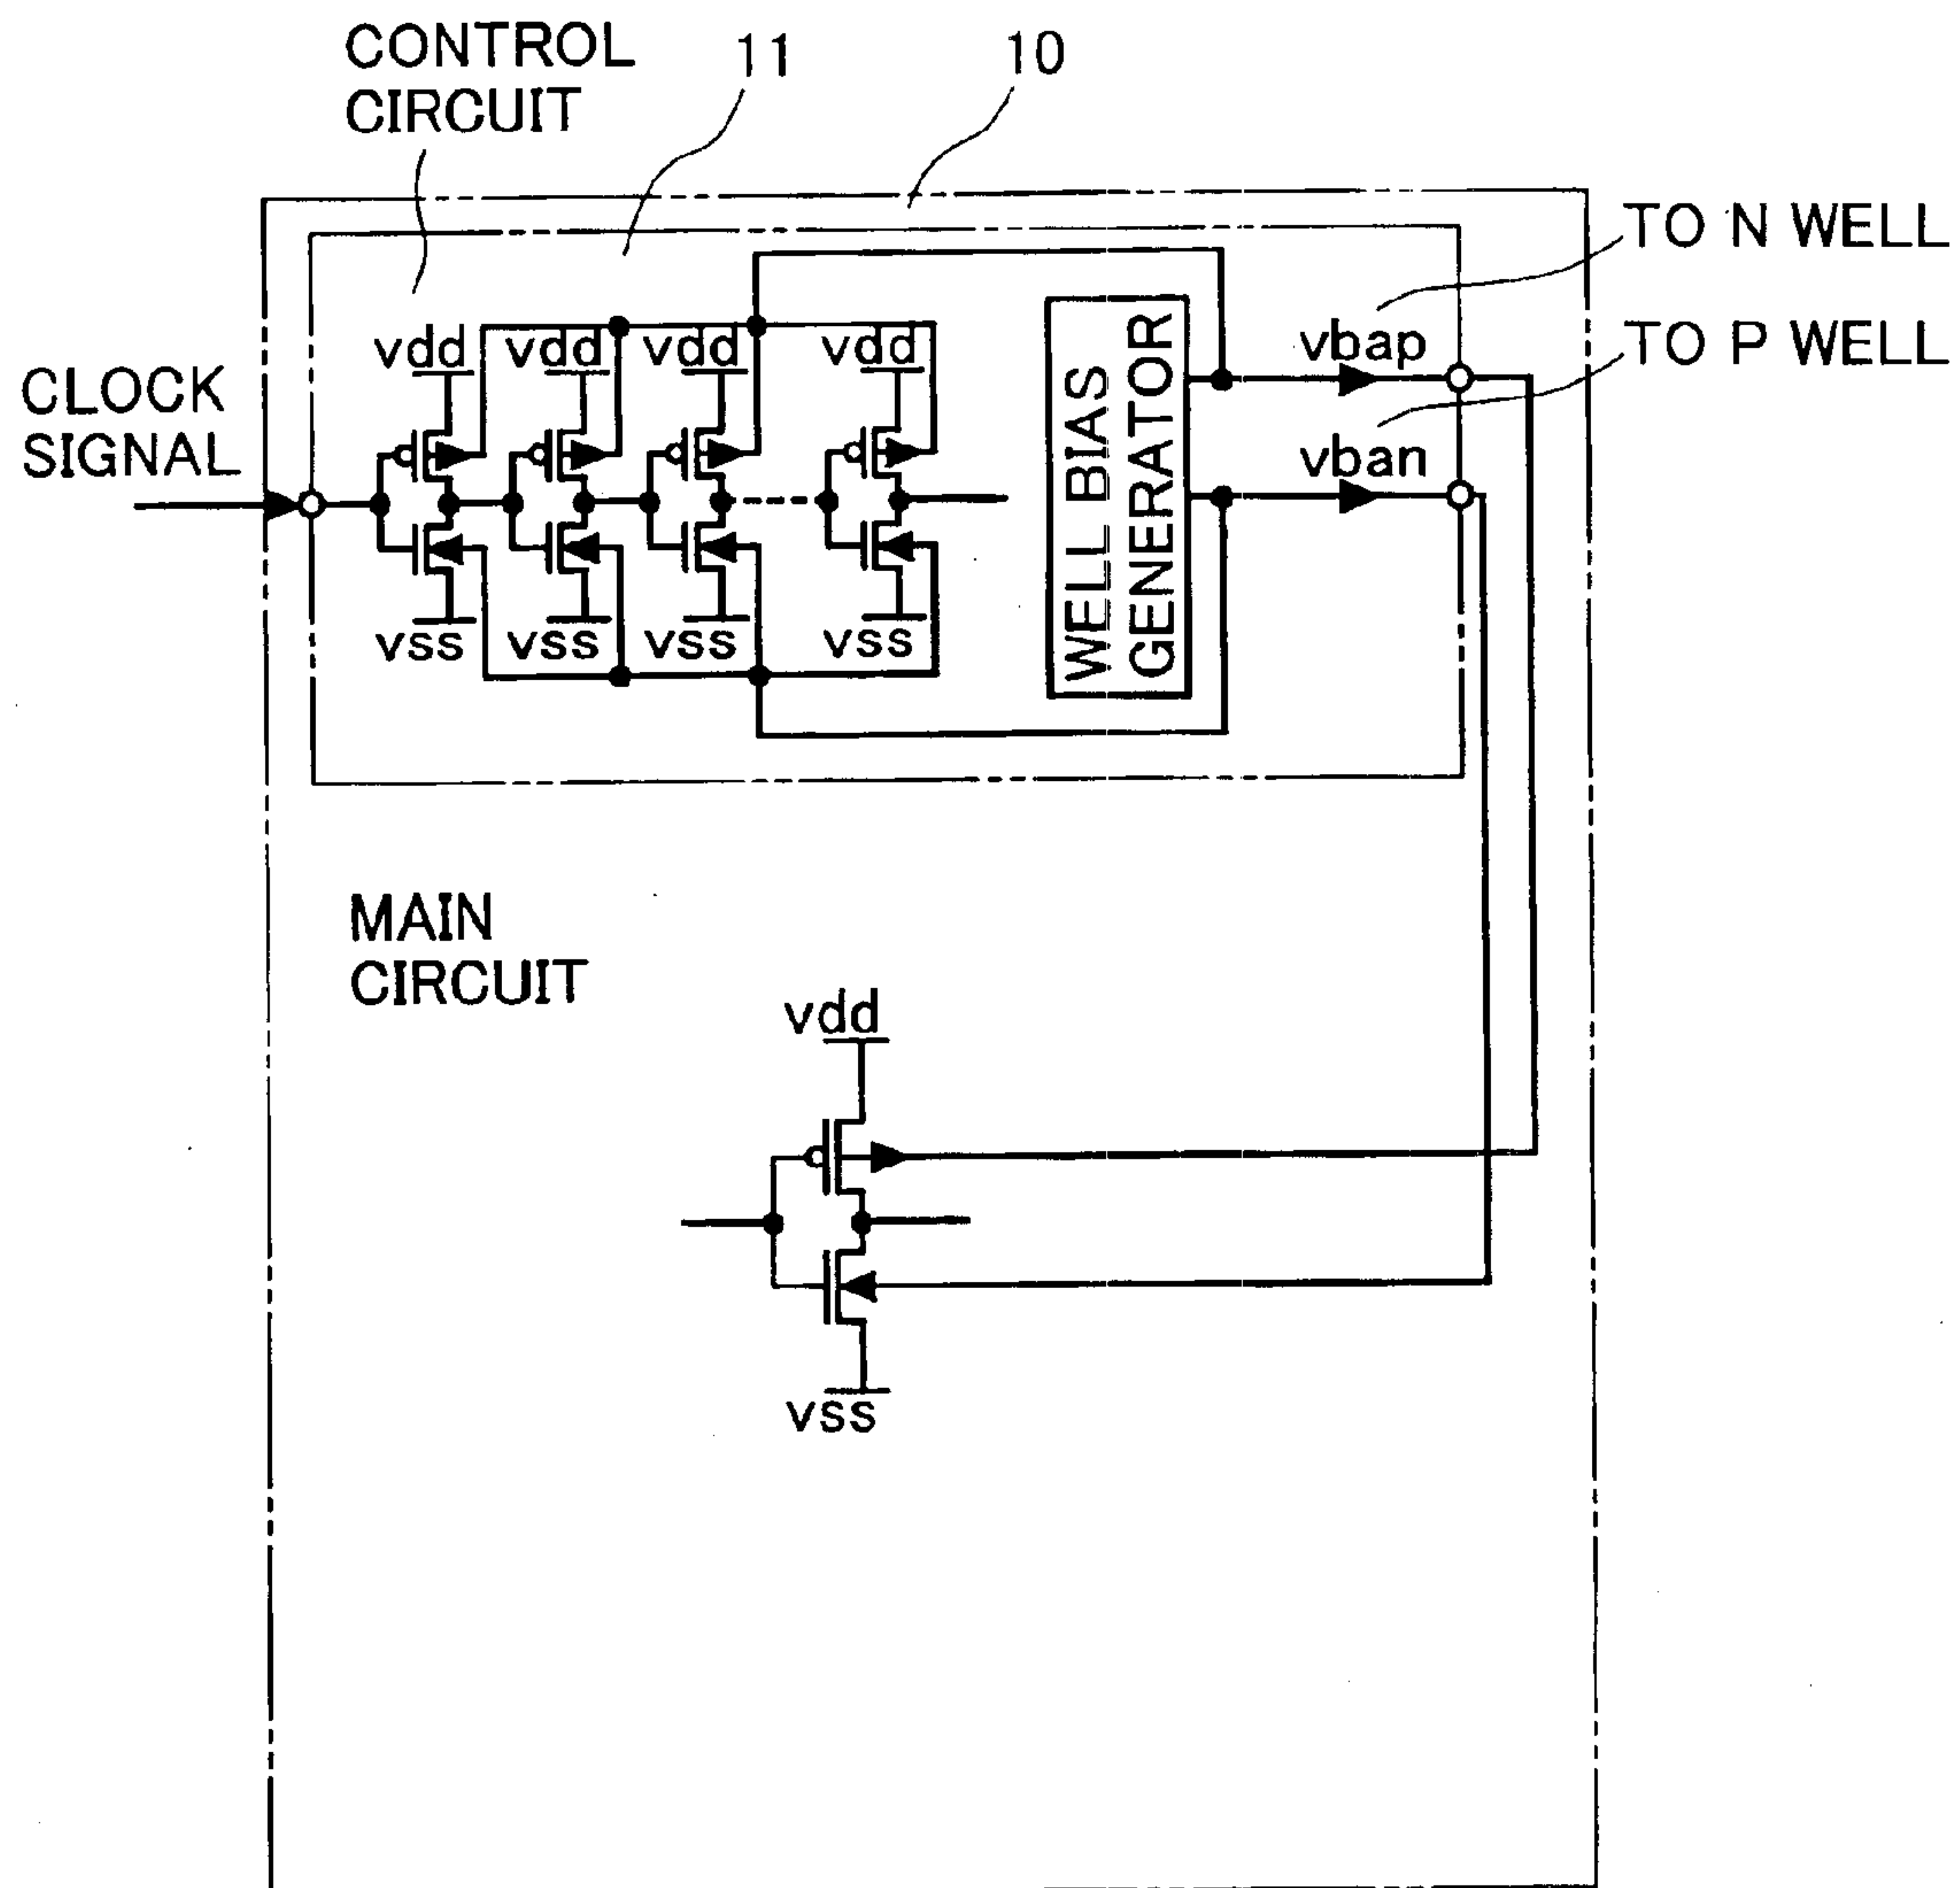 CONTROL
CIRCUIT
11
10
TO N WELL
TO P WELL
CLOCK
SIGNAL
vdd
vdd
vdd
vdd
WELL BIAS
GENERATOR
vbap
vban
vss
vss
vss
vss
MAIN
CIRCUIT
vdd
vss